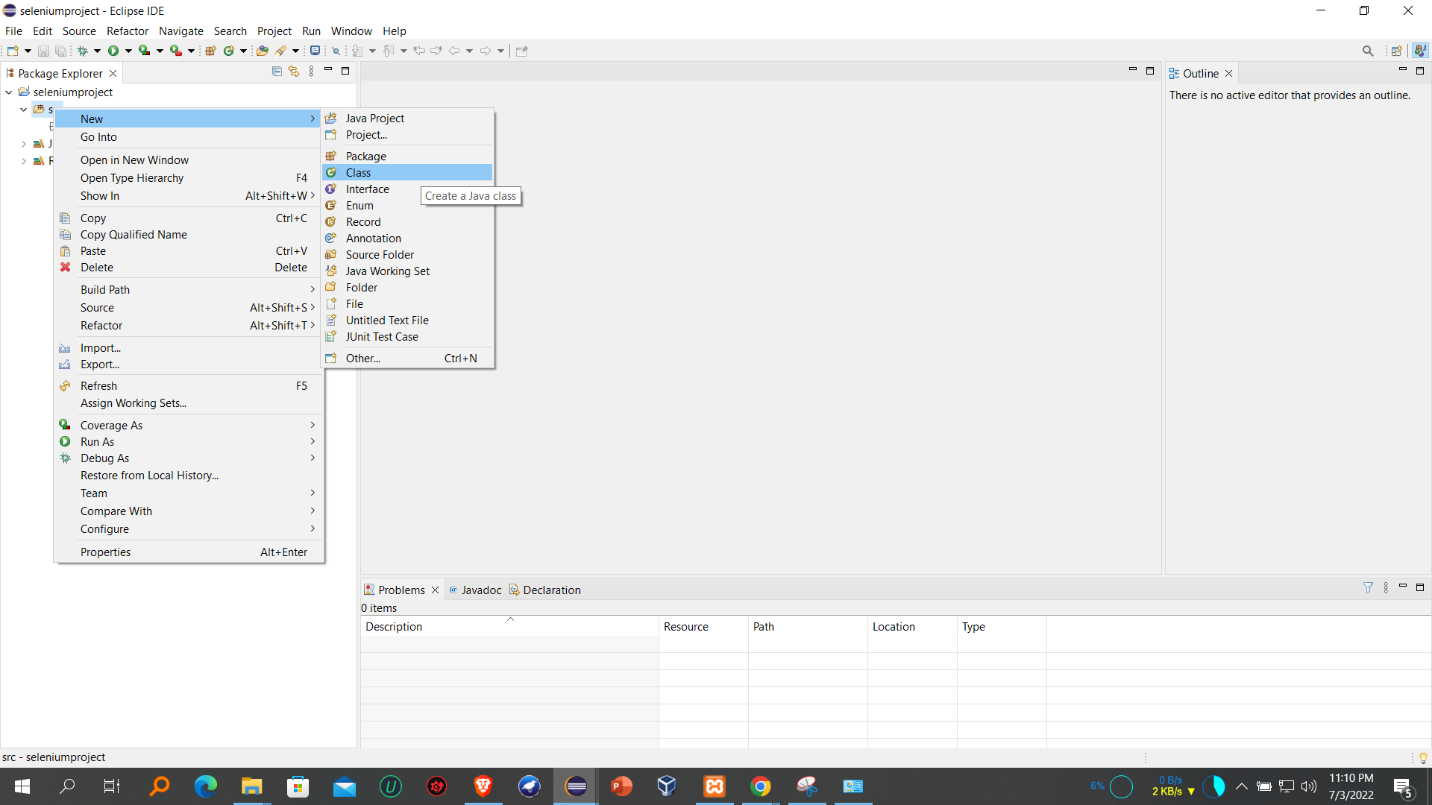 seleniumproject - Eclipse IDE
File Edit Source Refactor Navigate Search Project Run Window Help
Package Explorer
seleniumproject
s
J
R
New
Go Into
Open in New Window
Open Type Hierarchy F4
Show In Alt+Shift+W
Copy Ctrl+C
Copy Qualified Name
Paste Ctrl+V
Delete Delete
Build Path
Source Alt+Shift+S
Refactor Alt+Shift+T
Import...
Export...
Refresh F5
Assign Working Sets...
Coverage As
Run As
Debug As
Restore from Local History...
Team
Compare With
Configure
Properties Alt+Enter
Java Project
Project...
Package
Class
Interface
Create a Java class
Enum
Record
Annotation
Source Folder
Java Working Set
Folder
File
Untitled Text File
JUnit Test Case
Other... Ctrl+N
Outline
There is no active editor that provides an outline.
Problems Javadoc Declaration
0 items
Description Resource Path Location Type
src - seleniumproject
6%
0 B/s
2 KB/s
11:10 PM
7/3/2022
5